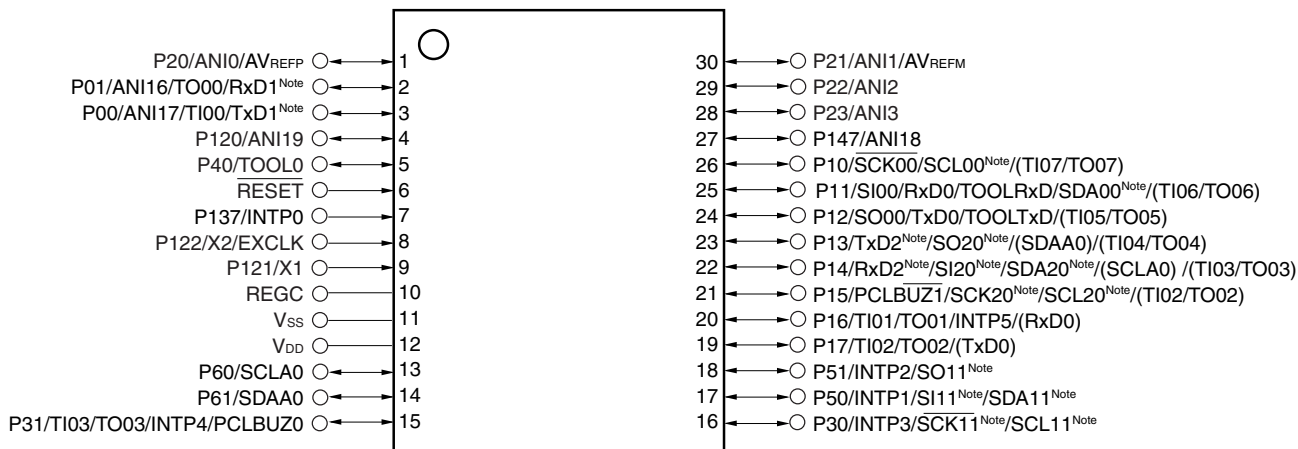 P20/ANI0/AVREFP 1 30 P21/ANI1/AVREFM
P01/ANI16/TO00/RxD1Note 2 29 P22/ANI2
P00/ANI17/TI00/TxD1Note 3 28 P23/ANI3
P120/ANI19 4 27 P147/ANI18
P40/TOOL0 5 26 P10/SCK00/SCL00Note/(TI07/TO07)
RESET 6 25 P11/SI00/RxD0/TOOLRxD/SDA00Note/(TI06/TO06)
P137/INTP0 7 24 P12/SO00/TxD0/TOOLTxD/(TI05/TO05)
P122/X2/EXCLK 8 23 P13/TxD2Note/SO20Note/(SDAA0)/(TI04/TO04)
P121/X1 9 22 P14/RxD2Note/SI20Note/SDA20Note/(SCLA0) /(TI03/TO03)
REGC 10 21 P15/PCLBUZ1/SCK20Note/SCL20Note/(TI02/TO02)
VSS 11 20 P16/TI01/TO01/INTP5/(RxD0)
VDD 12 19 P17/TI02/TO02/(TxD0)
P60/SCLA0 13 18 P51/INTP2/SO11Note
P61/SDAA0 14 17 P50/INTP1/SI11Note/SDA11Note
P31/TI03/TO03/INTP4/PCLBUZ0 15 16 P30/INTP3/SCK11Note/SCL11Note